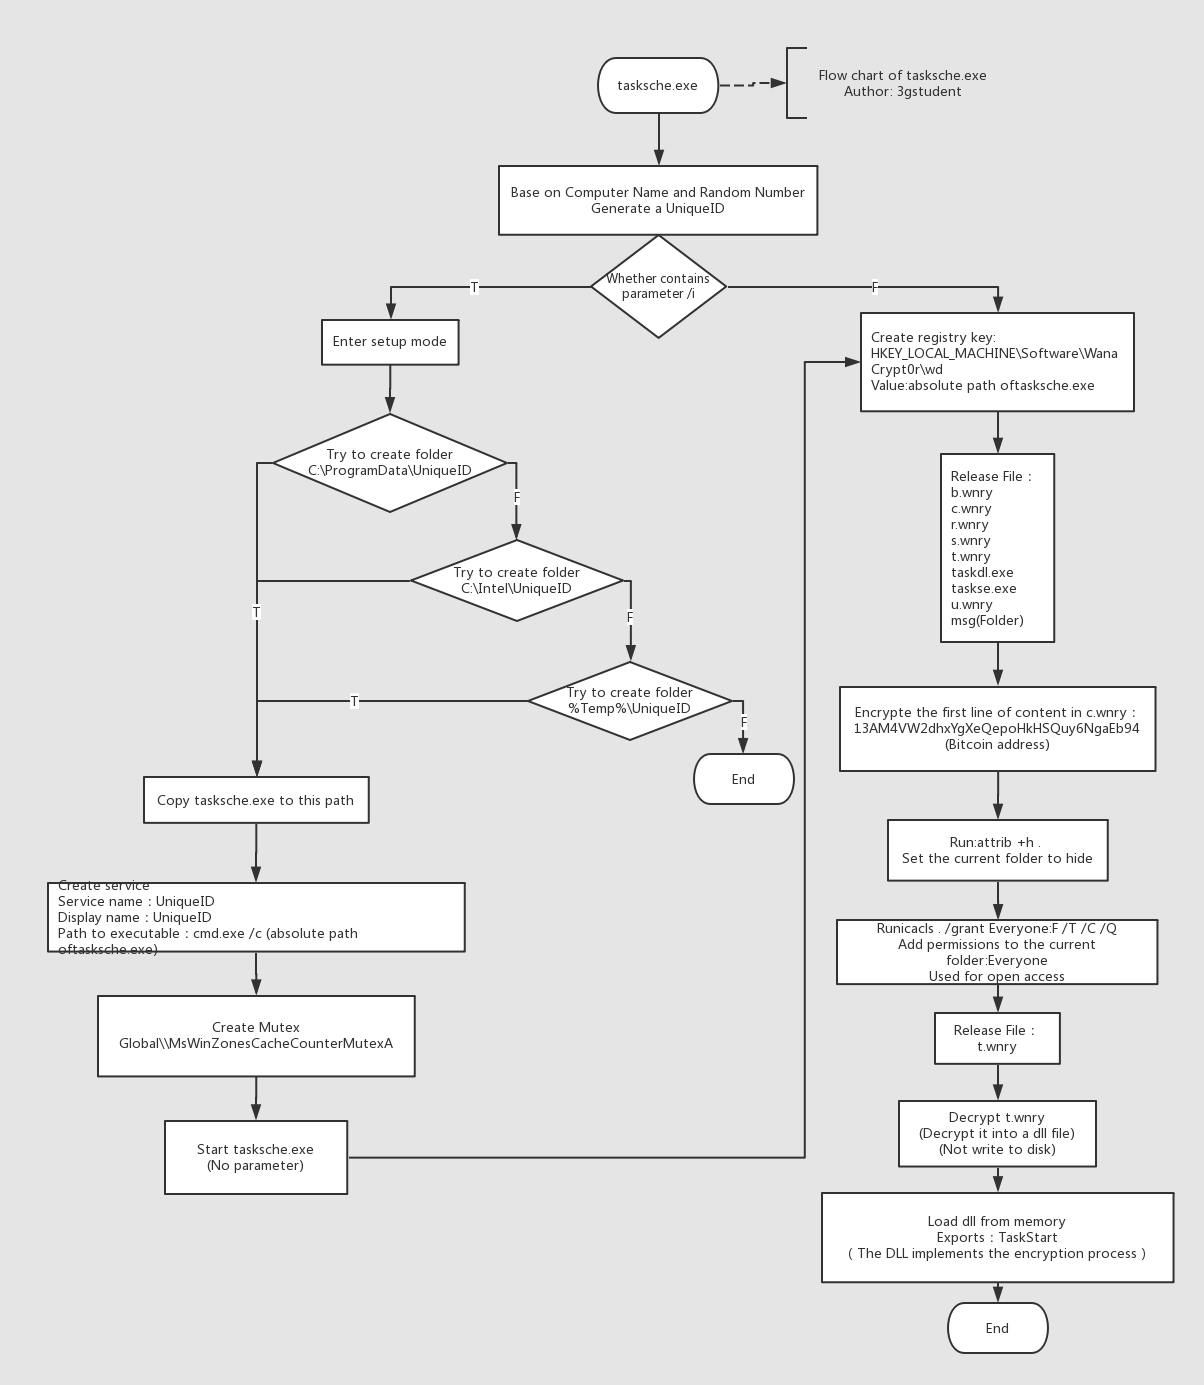 tasksche.exe
Flow chart of tasksche.exe
Author: 3gstudent
Base on Computer Name and Random Number
Generate a UniqueID
Whether contains
parameter /i
T
F
Enter setup mode
Try to create folder
C:\ProgramData\UniqueID
F
Try to create folder
C:\Intel\UniqueID
T
F
Try to create folder
%Temp%\UniqueID
T
F
End
Copy tasksche.exe to this path
Create service
Service name：UniqueID
Display name：UniqueID
Path to executable：cmd.exe /c (absolute path
oftasksche.exe)
Create Mutex
Global\\MsWinZonesCacheCounterMutexA
Start tasksche.exe
(No parameter)
Create registry key:
HKEY_LOCAL_MACHINE\Software\Wana
Crypt0r\wd
Value:absolute path oftasksche.exe
Release File：
b.wnry
c.wnry
r.wnry
s.wnry
t.wnry
taskdl.exe
taskse.exe
u.wnry
msg(Folder)
Encrypte the first line of content in c.wnry：
13AM4VW2dhxYgXeQepoHkHSQuy6NgaEb94
(Bitcoin address)
Run:attrib +h .
Set the current folder to hide
Runicacls . /grant Everyone:F /T /C /Q
Add permissions to the current
folder:Everyone
Used for open access
Release File：
t.wnry
Decrypt t.wnry
(Decrypt it into a dll file)
(Not write to disk)
Load dll from memory
Exports：TaskStart
( The DLL implements the encryption process )
End